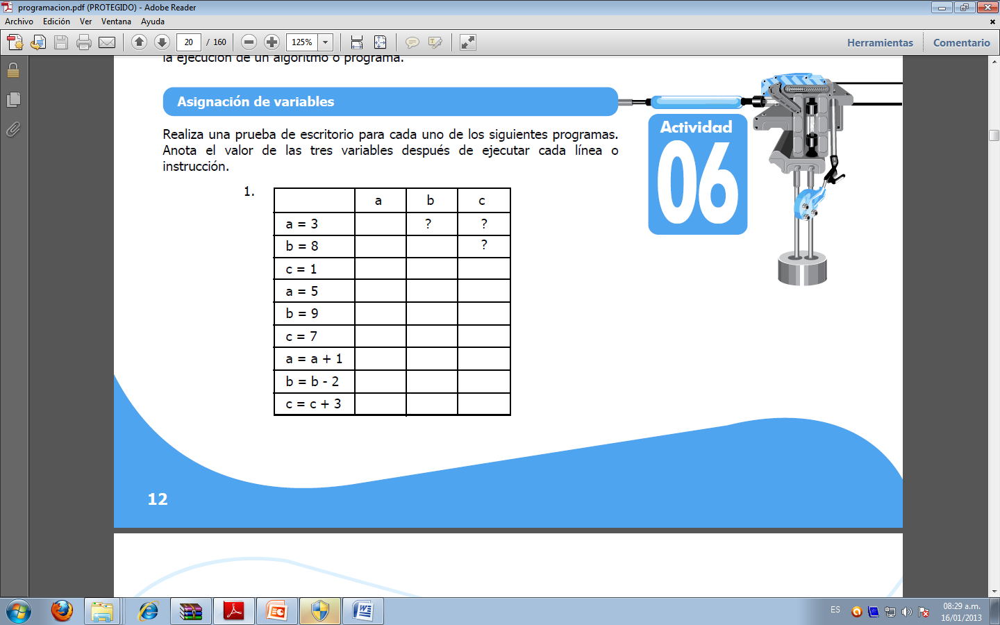 programacion.pdf (PROTEGIDO) - Adobe Reader
Archivo Edición Ver Ventana Ayuda
20 / 160 125% Herramientas Comentario
la ejecución de un algoritmo o programa.
Asignación de variables
Realiza una prueba de escritorio para cada uno de los siguientes programas.
Anota el valor de las tres variables después de ejecutar cada línea o
instrucción.
Actividad
06
1.
a b c
a = 3 ? ?
b = 8 ?
c = 1
a = 5
b = 9
c = 7
a = a + 1
b = b - 2
c = c + 3
12
ES 08:29 a.m.
16/01/2013